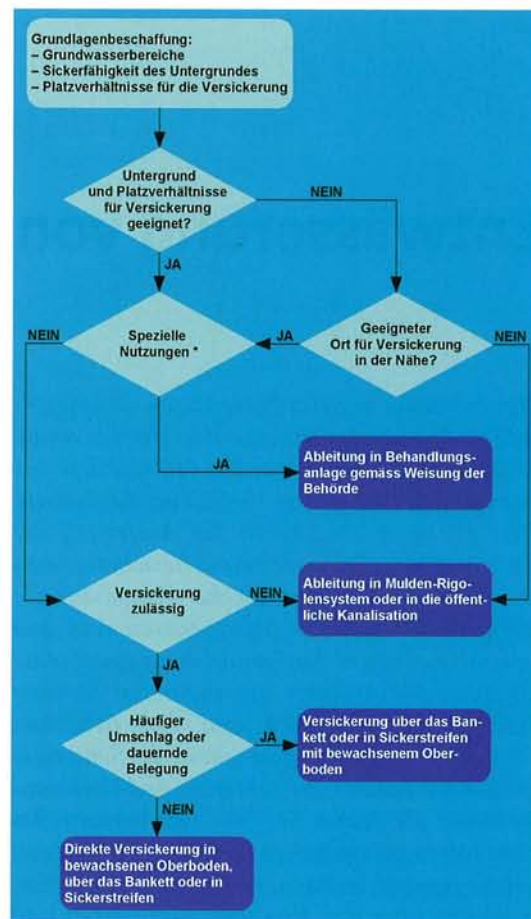 Grundlagenbeschaffung:
– Grundwasserbereiche
– Sickerfähigkeit des Untergrundes
– Platzverhältnisse für die Versickerung
Untergrund
und Platzverhältnisse
für Versickerung
geeignet?
NEIN
JA
NEIN
Spezielle
Nutzungen *
JA
Geeigneter
Ort für Versickerung
in der Nähe?
NEIN
JA
Ableitung in Behandlungs-
anlage gemäss Weisung der
Behörde
Versickerung
zulässig
NEIN
Ableitung in Mulden-Rigo-
lensystem oder in die öffent-
liche Kanalisation
JA
Häufiger
Umschlag oder
dauernde
Belegung
JA
Versickerung über das Ban-
kett oder in Sickerstreifen
mit bewachsenem Ober-
boden
NEIN
Direkte Versickerung in
bewachsenen Oberboden,
über das Bankett oder in
Sickerstreifen